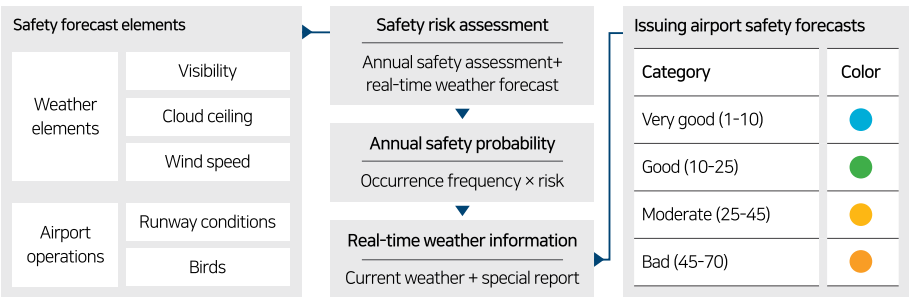 Safety forecast elements
Weather
elements
Visibility
Cloud ceiling
Wind speed
Airport
operations
Runway conditions
Birds
Safety risk assessment
Annual safety assessment+
real-time weather forecast
Annual safety probability
Occurrence frequency × risk
Real-time weather information
Current weather + special report
Issuing airport safety forecasts
Category Color
Very good (1-10)
Good (10-25)
Moderate (25-45)
Bad (45-70)